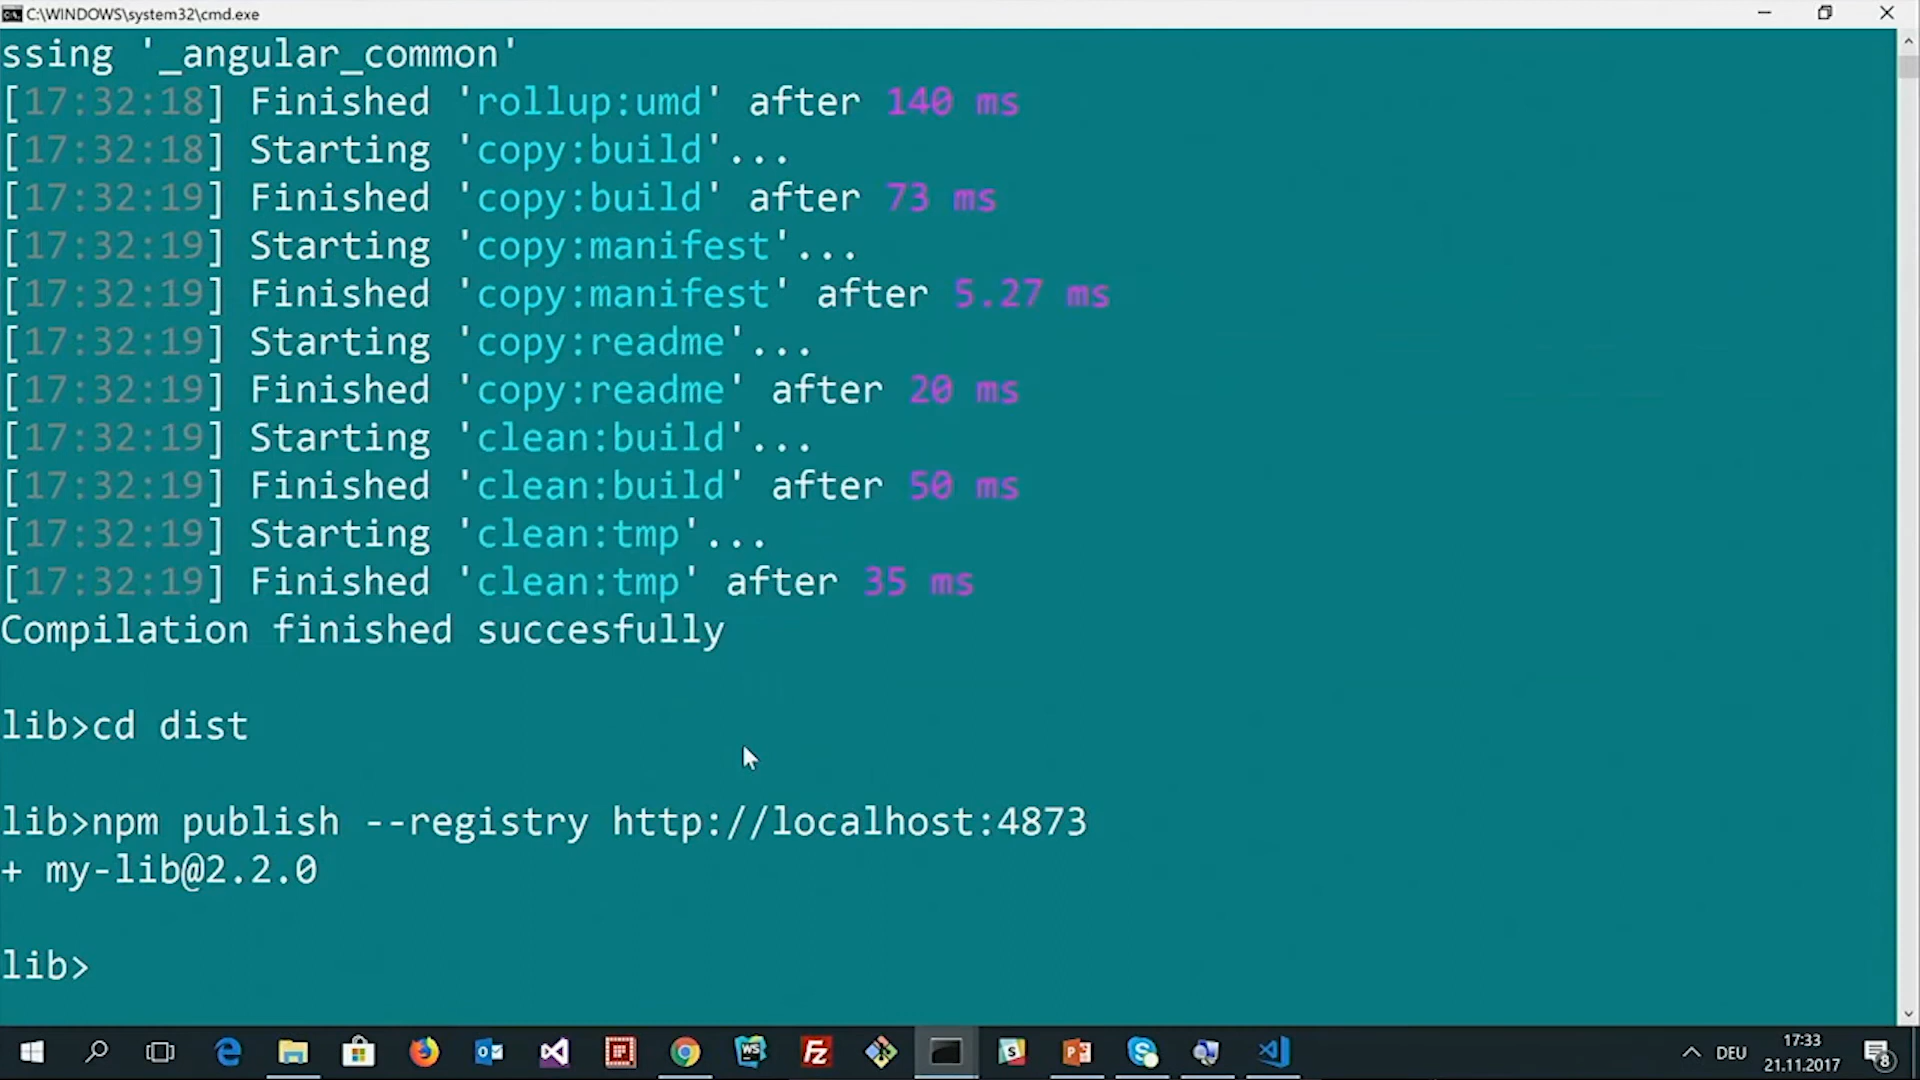 C:\WINDOWS\system32\cmd.exe
ssing '_angular_common'
[17:32:18] Finished 'rollup:umd' after 140 ms
[17:32:18] Starting 'copy:build'...
[17:32:19] Finished 'copy:build' after 73 ms
[17:32:19] Starting 'copy:manifest'...
[17:32:19] Finished 'copy:manifest' after 5.27 ms
[17:32:19] Starting 'copy:readme'...
[17:32:19] Finished 'copy:readme' after 20 ms
[17:32:19] Starting 'clean:build'...
[17:32:19] Finished 'clean:build' after 50 ms
[17:32:19] Starting 'clean:tmp'...
[17:32:19] Finished 'clean:tmp' after 35 ms
Compilation finished succesfully
lib>cd dist
lib>npm publish --registry http://localhost:4873
+ my-lib@2.2.0
lib>
DEU
17:33
21.11.2017
8